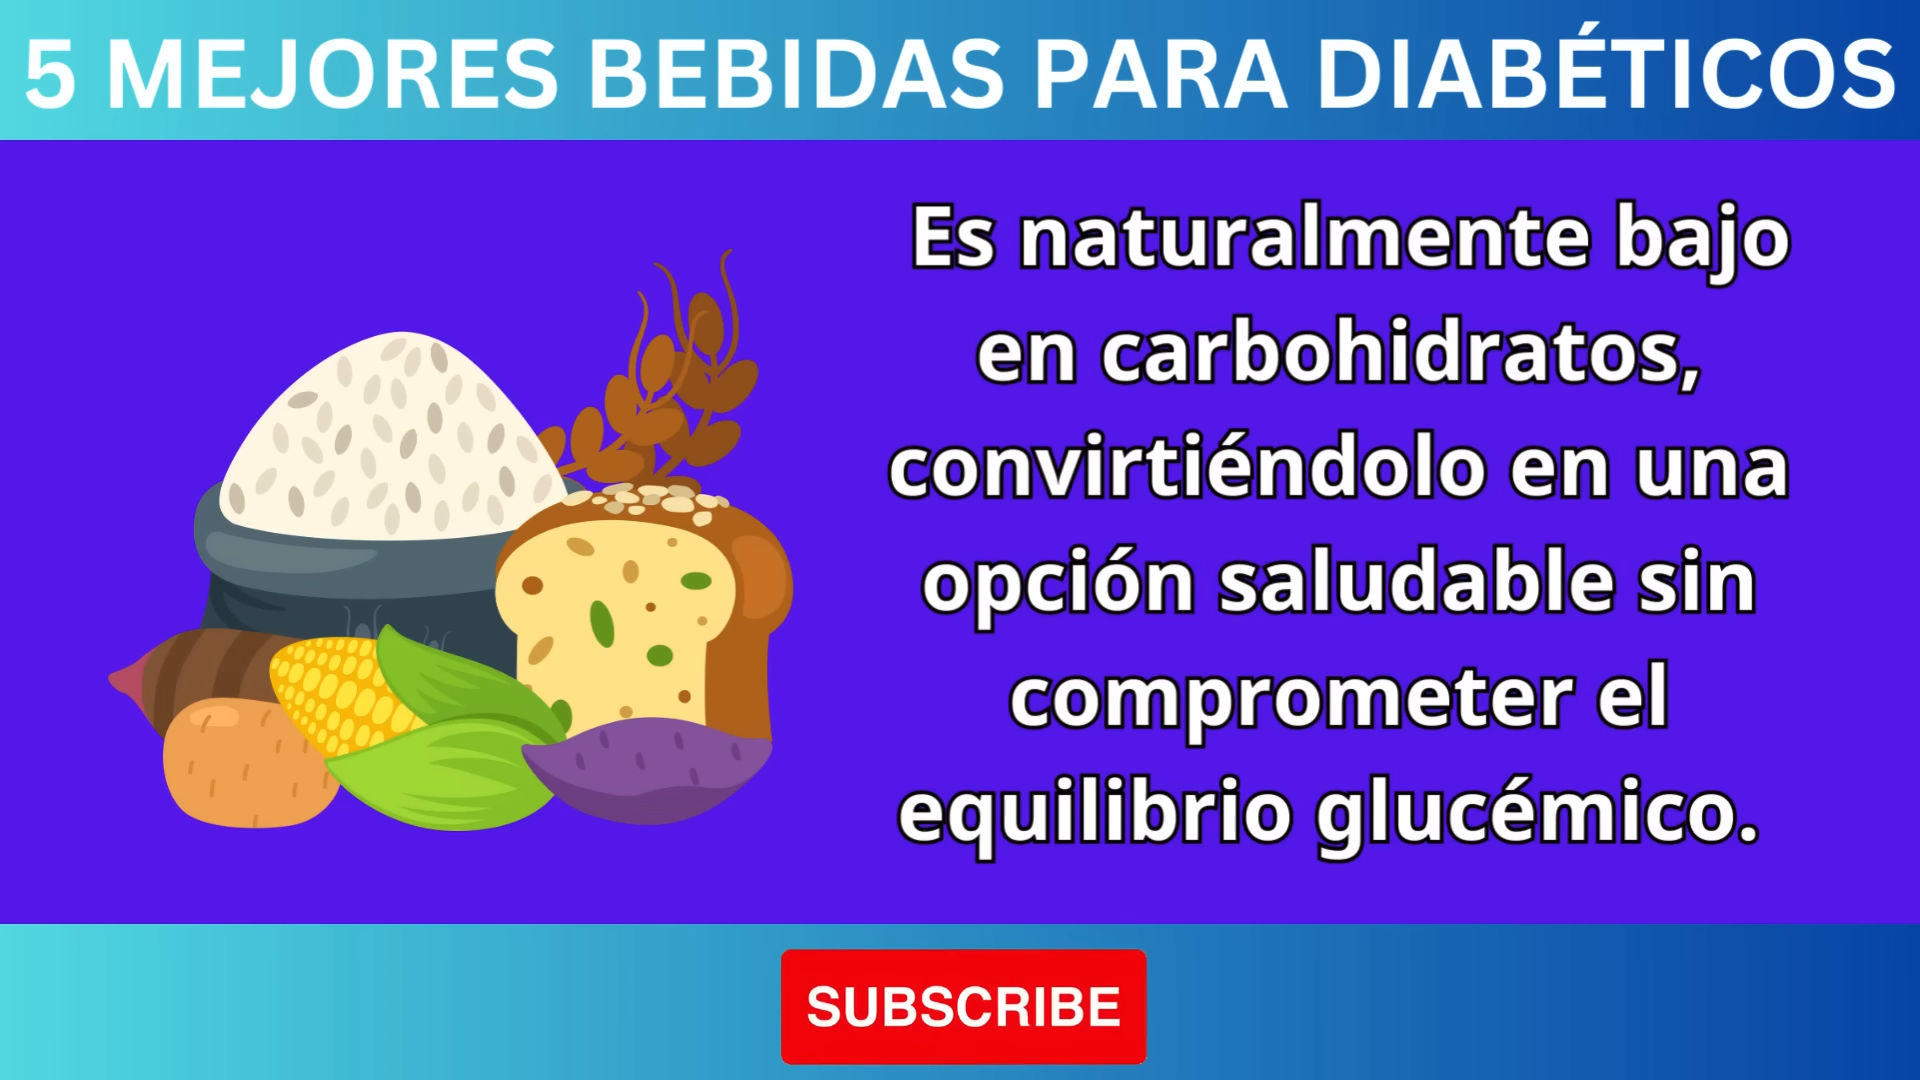 5 MEJORES BEBIDAS PARA DIABÉTICOS
Es naturalmente bajo
en carbohidratos,
convirtiéndolo en una
opción saludable sin
comprometer el
equilibrio glucémico.
SUBSCRIBE